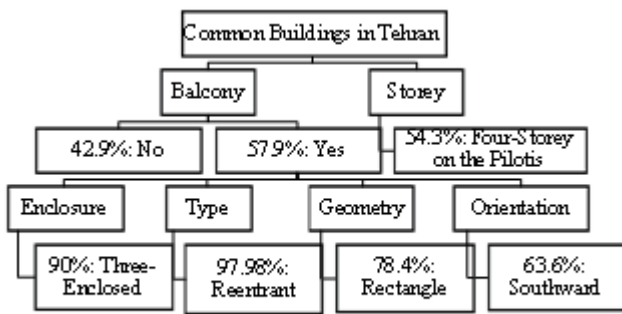 Common Buildings in Tehran
Balcony
Storey
42.9%: No
57.9%: Yes
54.3%: Four-Storey
on the Pilotis
Enclosure
Type
Geometry
Orientation
90%: Three-
Enclosed
97.98%:
Reentrant
78.4%:
Rectangle
63.6%:
Southward